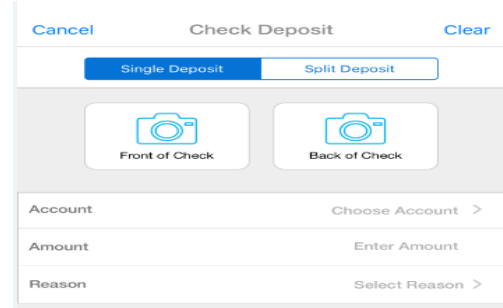 Cancel Check Deposit Clear
Single Deposit Split Deposit
Front of Check Back of Check
Account Choose Account >
Amount Enter Amount
Reason Select Reason >